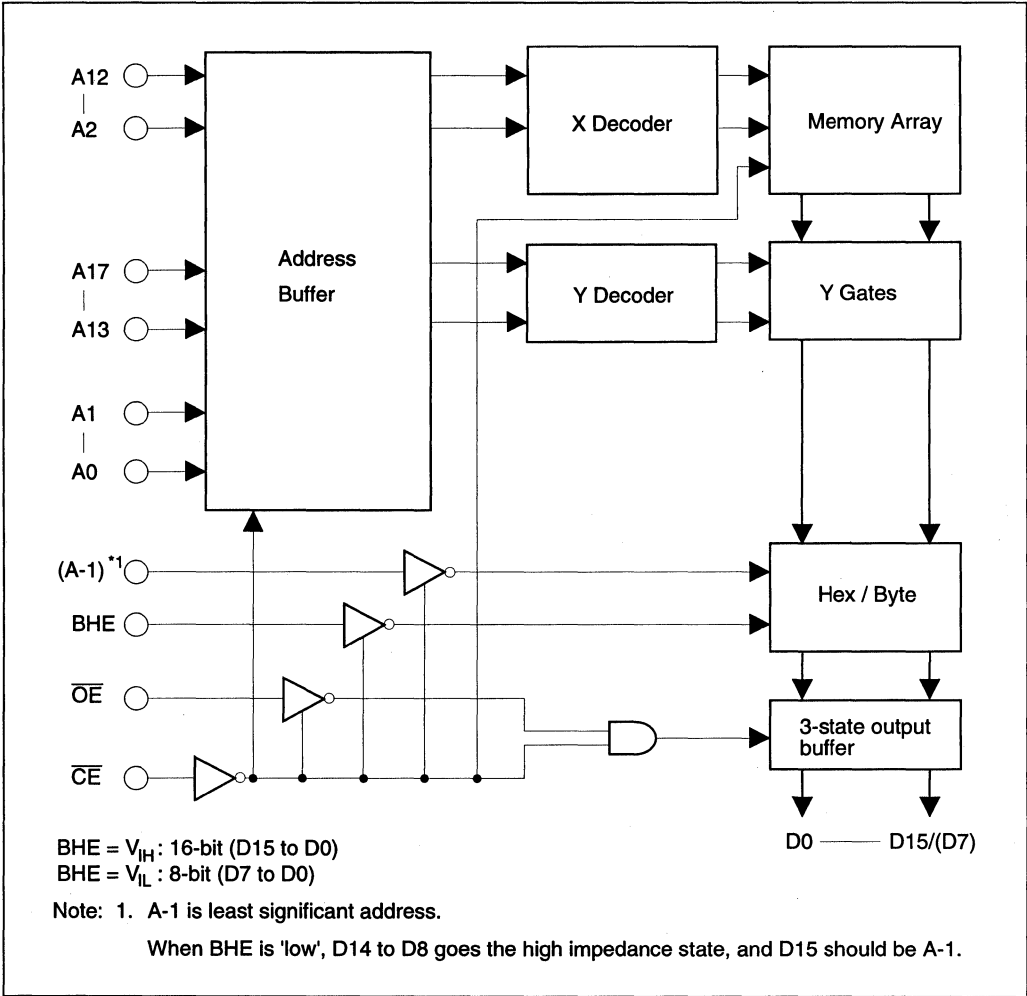 A12
A2
A17
A13
A1
A0
Address
Buffer
X Decoder
Memory Array
Y Decoder
Y Gates
(A-1) *1
BHE
O̅E̅
C̅E̅
Hex / Byte
3-state output
buffer
D0 —— D15/(D7)
BHE = VIH : 16-bit (D15 to D0)
BHE = VIL : 8-bit (D7 to D0)
Note: 1. A-1 is least significant address.
When BHE is 'low', D14 to D8 goes the high impedance state, and D15 should be A-1.